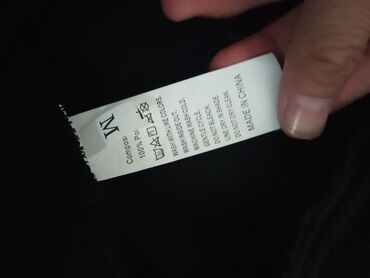 M
Composi
100% Pol
WASH WITH LIKE COLORS.
WASH INSIDE OUT.
MACHINE WASH COLD.
GENTLE CYCLE.
DO NOT BLEACH.
LINE DRY IN SHADE.
DO NOT DRY CLEAN.
MADE IN CHINA